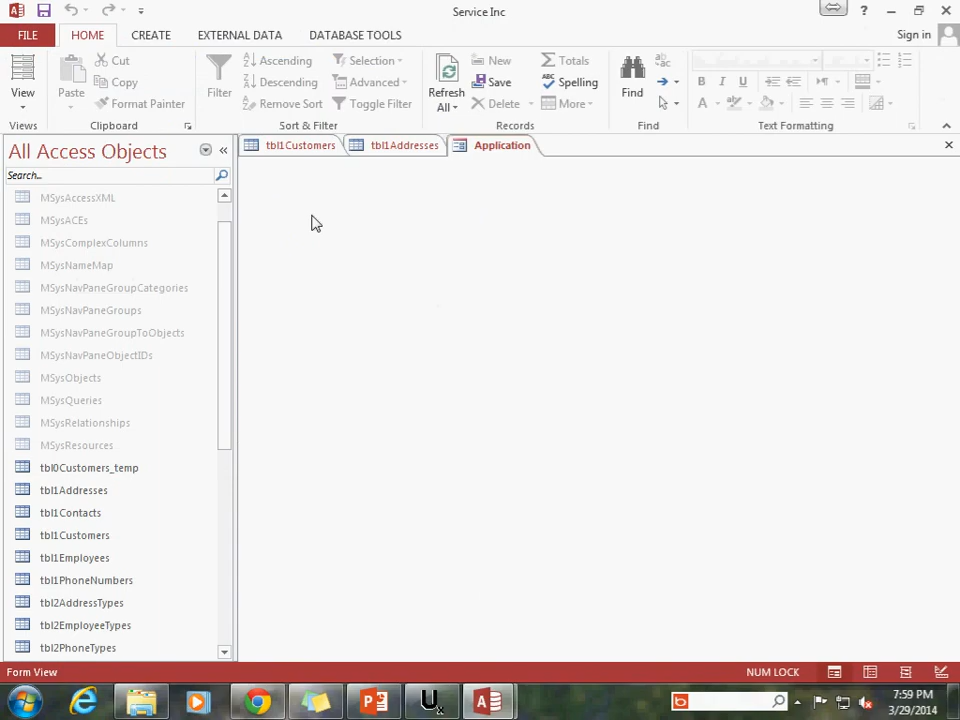 Service Inc
FILE HOME CREATE EXTERNAL DATA DATABASE TOOLS Sign in
View Paste Cut Copy Format Painter
Filter Ascending Descending Remove Sort Selection Advanced Toggle Filter
Refresh All New Save Delete Totals Spelling More
Find B I U A
Views Clipboard Sort & Filter Records Find Text Formatting
All Access Objects
Search...
tbl1Customers tbl1Addresses Application
MSysAccessXML
MSysACEs
MSysComplexColumns
MSysNameMap
MSysNavPaneGroupCategories
MSysNavPaneGroups
MSysNavPaneGroupToObjects
MSysNavPaneObjectIDs
MSysObjects
MSysQueries
MSysRelationships
MSysResources
tbl0Customers_temp
tbl1Addresses
tbl1Contacts
tbl1Customers
tbl1Employees
tbl1PhoneNumbers
tbl2AddressTypes
tbl2EmployeeTypes
tbl2PhoneTypes
Form View NUM LOCK
7:59 PM
3/29/2014